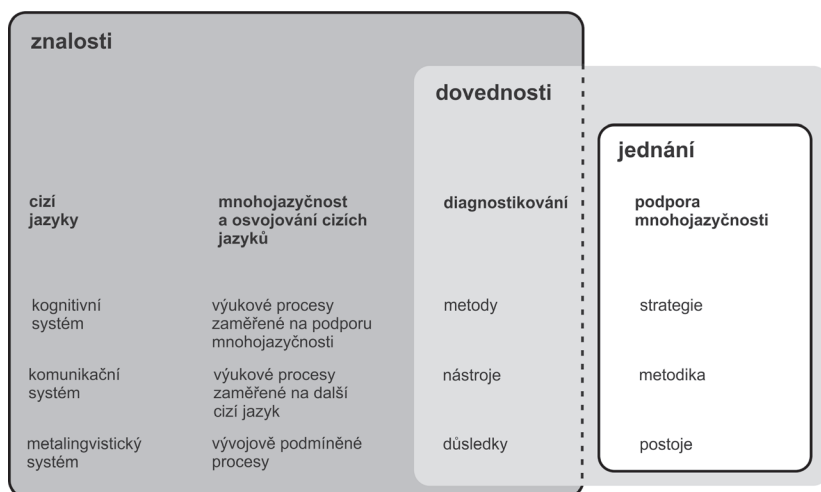 znalosti
dovednosti
jednání
cizí
jazyky
mnohojazyčnost
a osvojování cizích
jazyků
diagnostikování
podpora
mnohojazyčnosti
kognitivní
systém
výukové procesy
zaměřené na podporu
mnohojazyčnosti
metody
strategie
komunikační
systém
výukové procesy
zaměřené na další
cizí jazyk
nástroje
metodika
metalingvistický
systém
vývojově podmíněné
procesy
důsledky
postoje